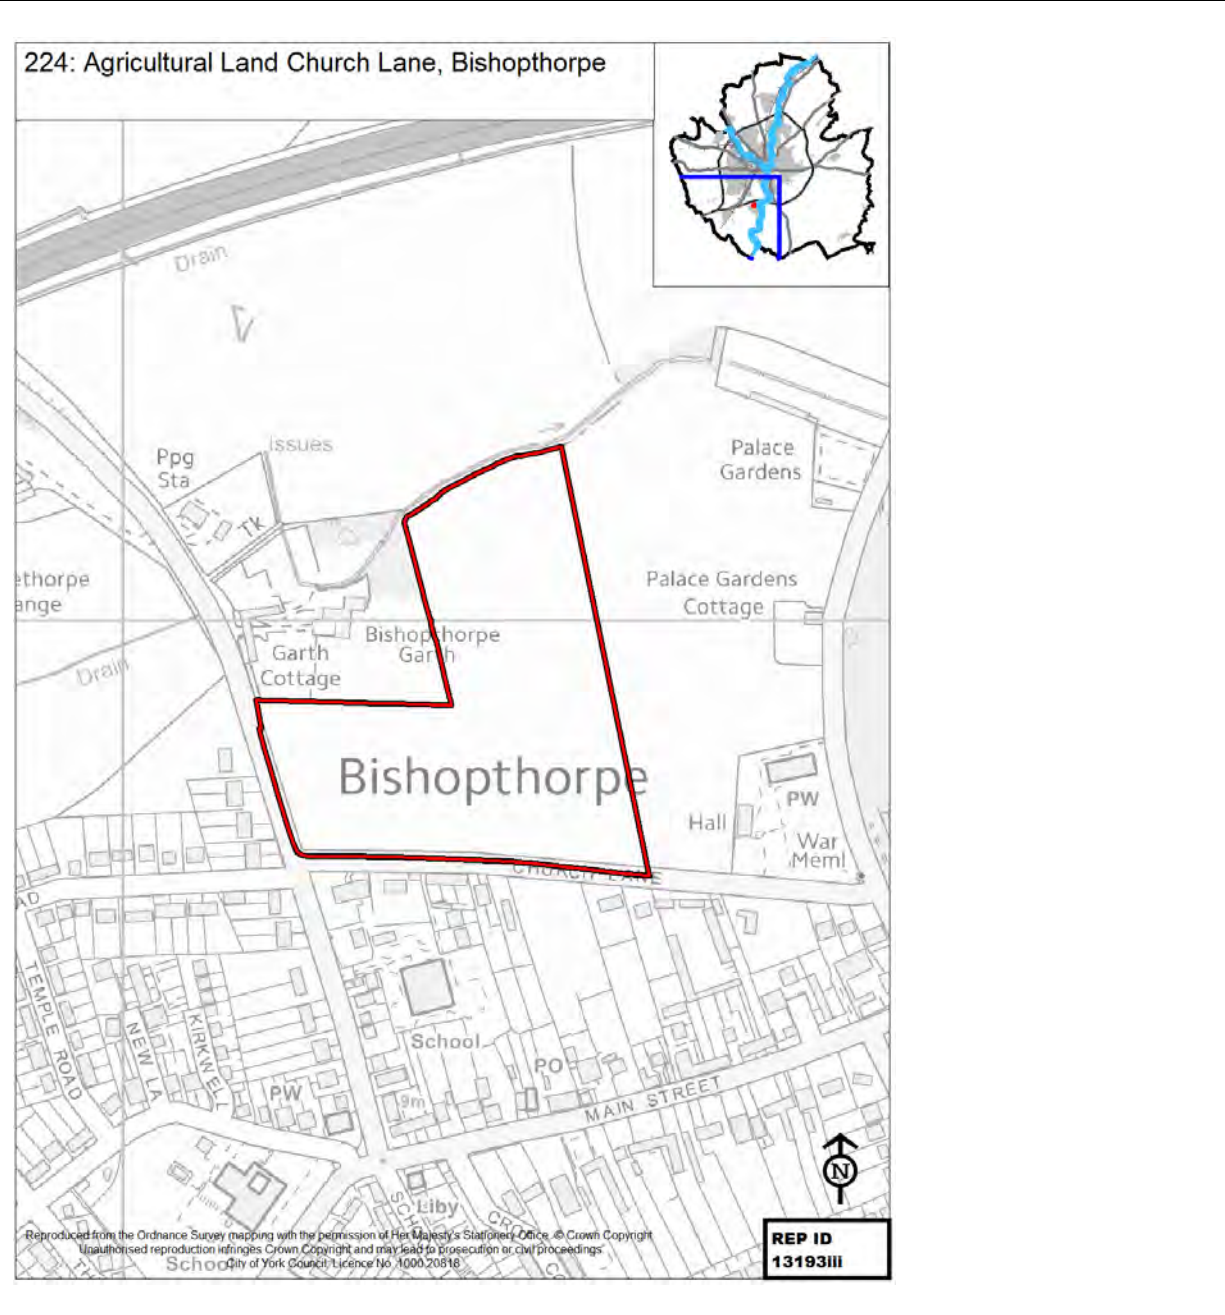 224: Agricultural Land Church Lane, Bishopthorpe
Drain
Issues
Ppg
Sta
Tk
Palace
Gardens
ethorpe
ange
Palace Gardens
Cottage
Bishopthorpe
Garth
Garth
Cottage
Drain
Bishopthorpe
PW
Hall
War
Meml
CHURCH LANE
AD
TEMPLE ROAD
NEW LA
KIRKWELL
School
PO
PW
9m
MAIN STREET
N
Liby
Reproduced from the Ordnance Survey mapping with the permission of Her Majesty's Stationery Office. © Crown Copyright
Unauthorised reproduction infringes Crown Copyright and may lead to prosecution or civil proceedings
City of York Council, Licence No. 1000 20818
School
REP ID
13193iii